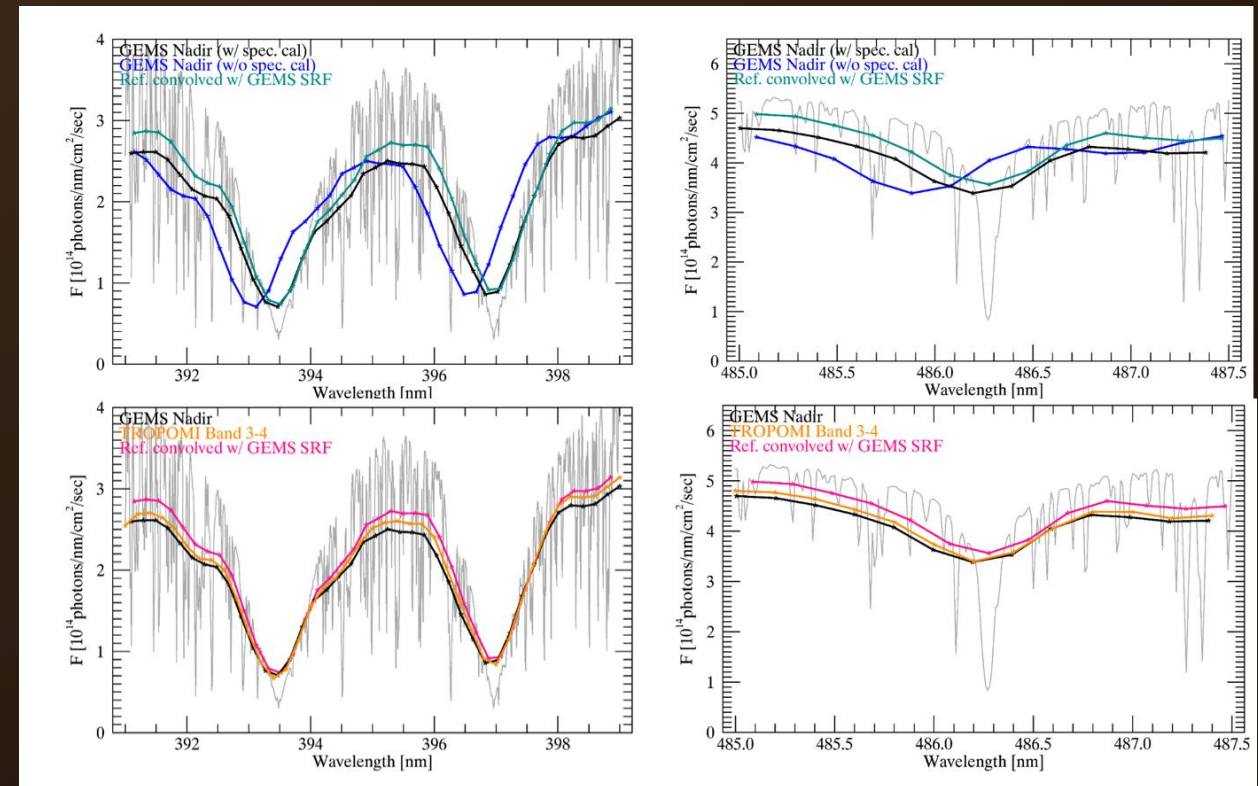 GEMS Nadir (w/ spec. cal)
GEMS Nadir (w/o spec. cal)
Ref. convolved w/ GEMS SRF
F [10¹⁴photons/nm/cm²/sec]
4
3
2
1
0
392 394 396 398
Wavelength [nm]
GEMS Nadir (w/ spec. cal)
GEMS Nadir (w/o spec. cal)
Ref. convolved w/ GEMS SRF
F [10¹⁴photons/nm/cm²/sec]
6
5
4
3
2
1
0
485.0 485.5 486.0 486.5 487.0 487.5
Wavelength [nm]
GEMS Nadir
TROPOMI Band 3-4
Ref. convolved w/ GEMS SRF
F [10¹⁴photons/nm/cm²/sec]
4
3
2
1
0
392 394 396 398
Wavelength [nm]
GEMS Nadir
TROPOMI Band 3-4
Ref. convolved w/ GEMS SRF
F [10¹⁴photons/nm/cm²/sec]
6
5
4
3
2
1
0
485.0 485.5 486.0 486.5 487.0 487.5
Wavelength [nm]